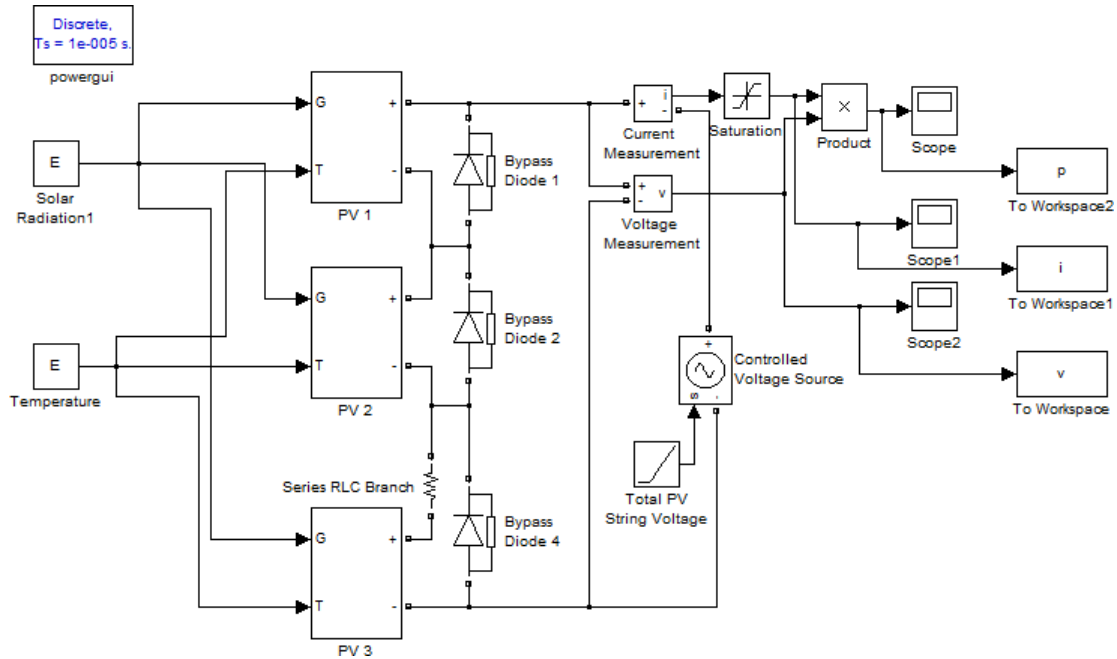 Discrete,
Ts = 1e-005 s.
powergui
E
Solar
Radiation1
E
Temperature
G
T
+
-
PV 1
G
T
+
-
PV 2
Series RLC Branch
G
T
+
-
PV 3
Bypass
Diode 1
Bypass
Diode 2
Bypass
Diode 4
+
i
-
Current
Measurement
+
-
v
Voltage
Measurement
Saturation
×
Product
Scope
p
To Workspace2
Scope1
i
To Workspace1
Scope2
v
To Workspace
+
s
-
Controlled
Voltage Source
Total PV
String Voltage